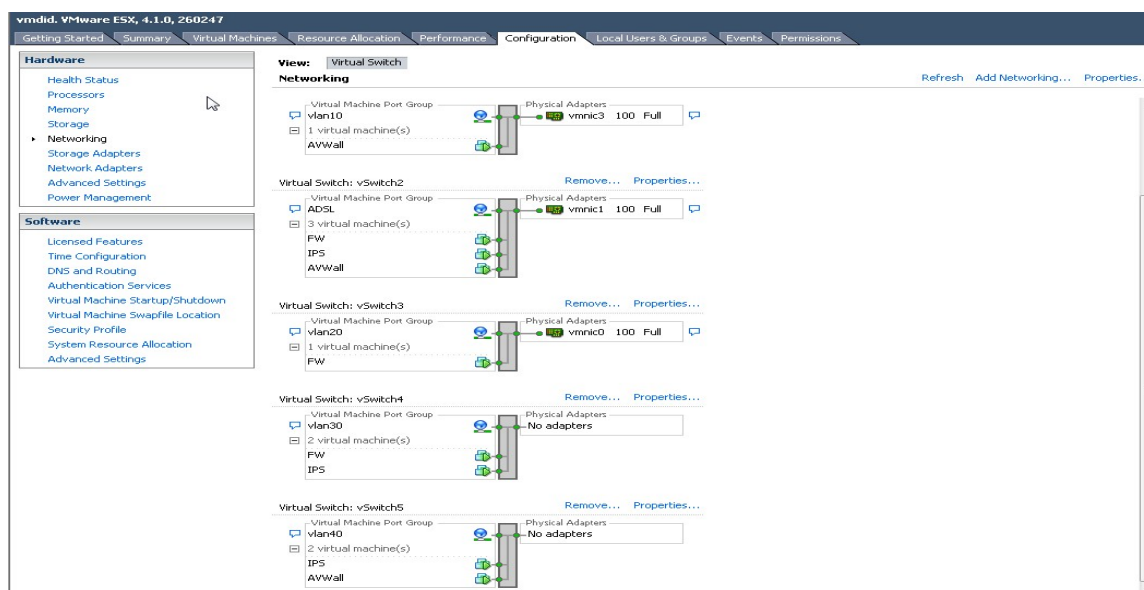 vmdid. VMware ESX, 4.1.0, 260247
Getting Started Summary Virtual Machines Resource Allocation Performance Configuration Local Users & Groups Events Permissions
Hardware
Health Status
Processors
Memory
Storage
Networking
Storage Adapters
Network Adapters
Advanced Settings
Power Management
Software
Licensed Features
Time Configuration
DNS and Routing
Authentication Services
Virtual Machine Startup/Shutdown
Virtual Machine Swapfile Location
Security Profile
System Resource Allocation
Advanced Settings
View: Virtual Switch
Networking Refresh Add Networking... Properties.
Virtual Machine Port Group Physical Adapters
vlan10 vmnic3 100 Full
1 virtual machine(s)
AVWall
Virtual Switch: vSwitch2 Remove... Properties...
Virtual Machine Port Group Physical Adapters
ADSL vmnic1 100 Full
3 virtual machine(s)
FW
IPS
AVWall
Virtual Switch: vSwitch3 Remove... Properties...
Virtual Machine Port Group Physical Adapters
vlan20 vmnic0 100 Full
1 virtual machine(s)
FW
Virtual Switch: vSwitch4 Remove... Properties...
Virtual Machine Port Group Physical Adapters
vlan30 No adapters
2 virtual machine(s)
FW
IPS
Virtual Switch: vSwitch5 Remove... Properties...
Virtual Machine Port Group Physical Adapters
vlan40 No adapters
2 virtual machine(s)
IPS
AVWall